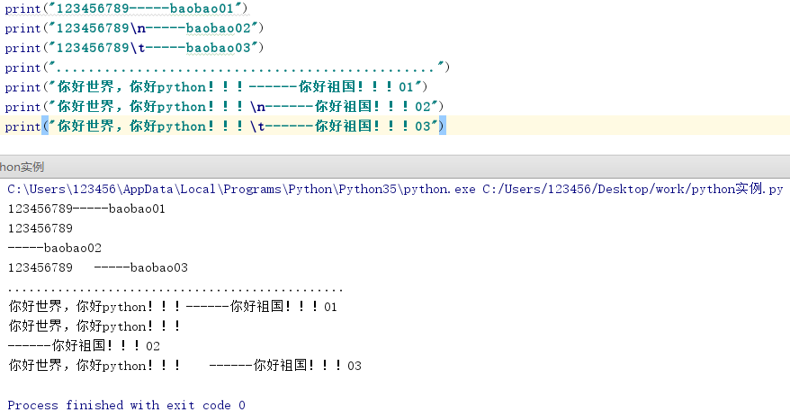 print("123456789-----baobao01")
print("123456789\n-----baobao02")
print("123456789\t-----baobao03")
print("...............................................")
print("你好世界，你好python！！！------你好祖国！！！01")
print("你好世界，你好python！！！\n------你好祖国！！！02")
print("你好世界，你好python！！！\t------你好祖国！！！03")
hon实例
C:\Users\123456\AppData\Local\Programs\Python\Python35\python.exe C:/Users/123456/Desktop/work/python实例.py
123456789-----baobao01
123456789
-----baobao02
123456789	-----baobao03
...............................................
你好世界，你好python！！！------你好祖国！！！01
你好世界，你好python！！！
------你好祖国！！！02
你好世界，你好python！！！	------你好祖国！！！03
Process finished with exit code 0